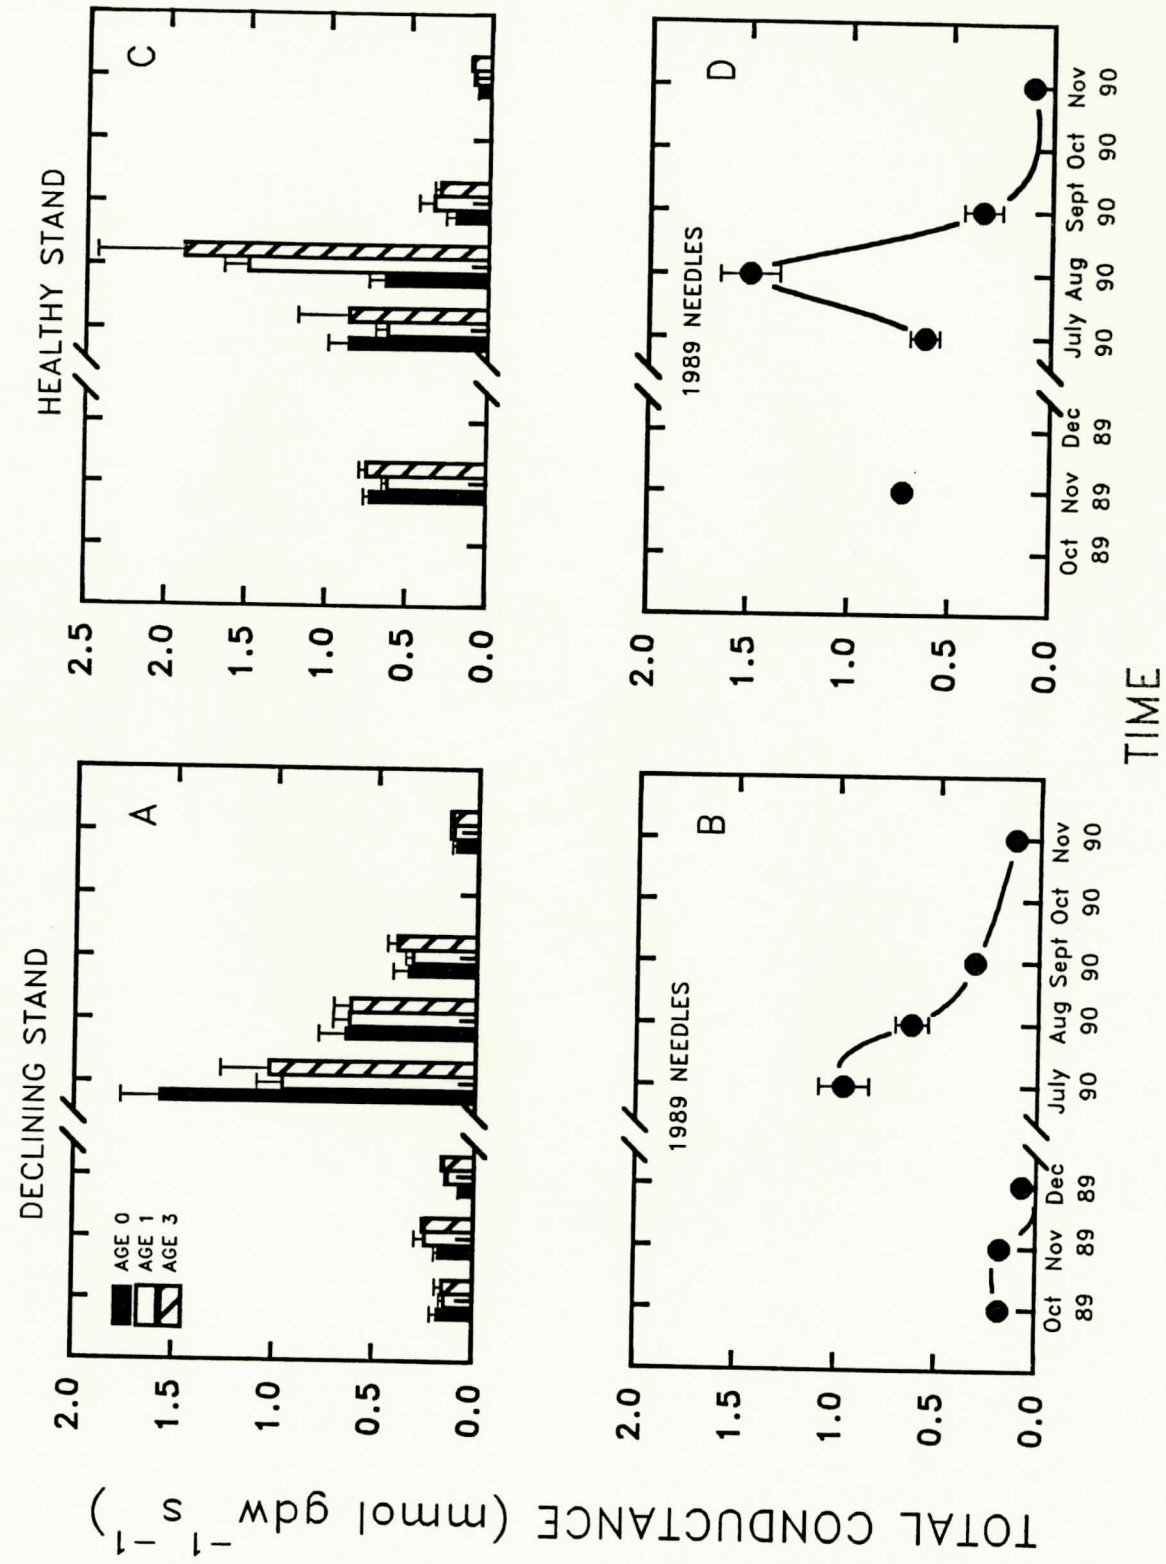 DECLINING STAND
HEALTHY STAND
TOTAL CONDUCTANCE (mmol gdw⁻¹ s⁻¹)
2.0
1.5
1.0
0.5
0.0
AGE 0
AGE 1
AGE 3
A
2.5
2.0
1.5
1.0
0.5
0.0
C
2.0
1.5
1.0
0.5
0.0
1989 NEEDLES
B
Oct Nov Dec July Aug Sept Oct Nov
89 89 89 90 90 90 90 90
2.0
1.5
1.0
0.5
0.0
1989 NEEDLES
D
Oct Nov Dec July Aug Sept Oct Nov
89 89 89 90 90 90 90 90
TIME